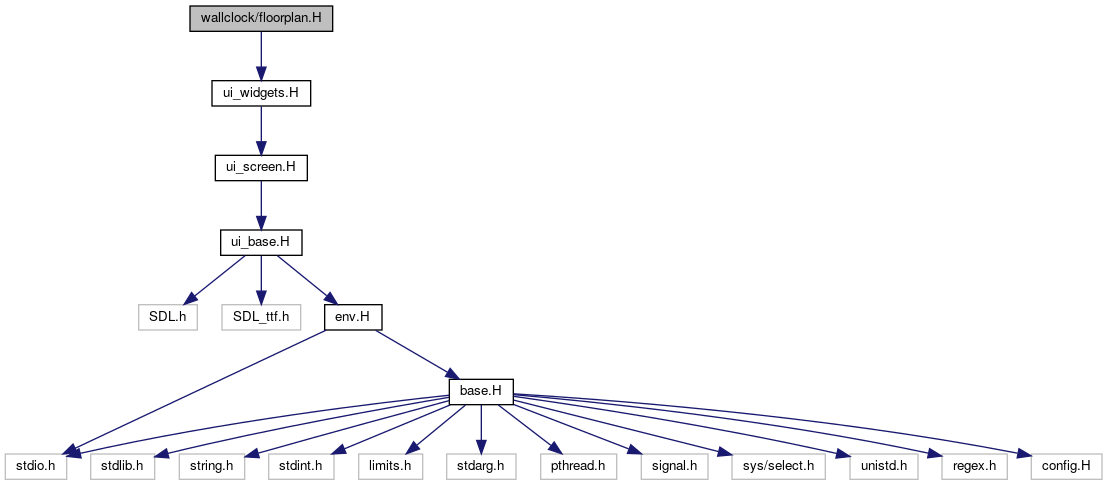 wallclock/floorplan.H
ui_widgets.H
ui_screen.H
ui_base.H
SDL.h
SDL_ttf.h
env.H
base.H
stdio.h
stdlib.h
string.h
stdint.h
limits.h
stdarg.h
pthread.h
signal.h
sys/select.h
unistd.h
regex.h
config.H